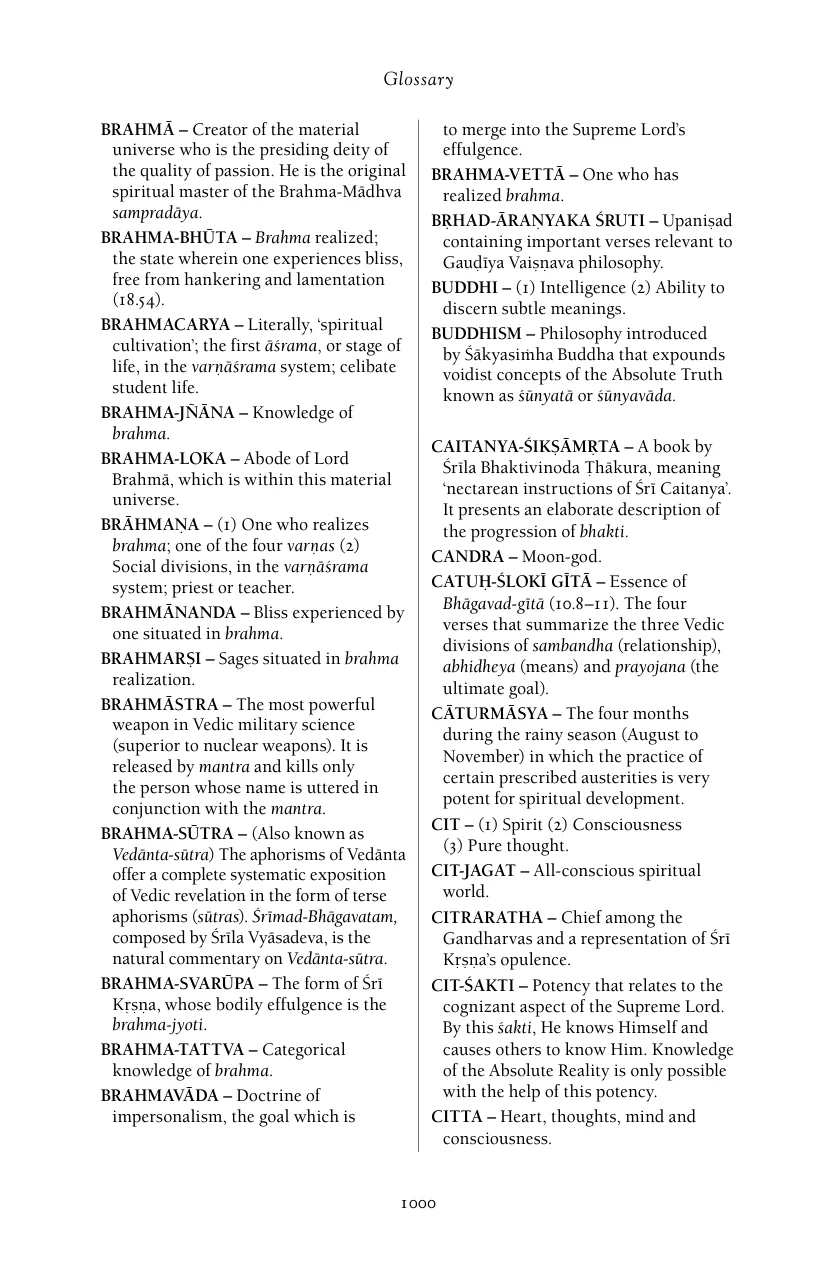 Glossary
BRAHMĀ – Creator of the material
universe who is the presiding deity of
the quality of passion. He is the original
spiritual master of the Brahma-Mādhva
sampradāya.
BRAHMA-BHŪTA – Brahma realized;
the state wherein one experiences bliss,
free from hankering and lamentation
(18.54).
BRAHMACARYA – Literally, ‘spiritual
cultivation’; the first āśrama, or stage of
life, in the varṇāśrama system; celibate
student life.
BRAHMA-JÑĀNA – Knowledge of
brahma.
BRAHMA-LOKA – Abode of Lord
Brahmā, which is within this material
universe.
BRĀHMAṆA – (1) One who realizes
brahma; one of the four varṇas (2)
Social divisions, in the varṇāśrama
system; priest or teacher.
BRAHMĀNANDA – Bliss experienced by
one situated in brahma.
BRAHMARṢI – Sages situated in brahma
realization.
BRAHMĀSTRA – The most powerful
weapon in Vedic military science
(superior to nuclear weapons). It is
released by mantra and kills only
the person whose name is uttered in
conjunction with the mantra.
BRAHMA-SŪTRA – (Also known as
Vedānta-sūtra) The aphorisms of Vedānta
offer a complete systematic exposition
of Vedic revelation in the form of terse
aphorisms (sūtras). Śrīmad-Bhāgavatam,
composed by Śrīla Vyāsadeva, is the
natural commentary on Vedānta-sūtra.
BRAHMA-SVARŪPA – The form of Śrī
Kṛṣṇa, whose bodily effulgence is the
brahma-jyoti.
BRAHMA-TATTVA – Categorical
knowledge of brahma.
BRAHMAVĀDA – Doctrine of
impersonalism, the goal which is
to merge into the Supreme Lord’s
effulgence.
BRAHMA-VETTĀ – One who has
realized brahma.
BṚHAD-ĀRAṆYAKA ŚRUTI – Upaniṣad
containing important verses relevant to
Gauḍīya Vaiṣṇava philosophy.
BUDDHI – (1) Intelligence (2) Ability to
discern subtle meanings.
BUDDHISM – Philosophy introduced
by Śākyasiṁha Buddha that expounds
voidist concepts of the Absolute Truth
known as śūnyatā or śūnyavāda.
CAITANYA-ŚIKṢĀMṚTA – A book by
Śrīla Bhaktivinoda Ṭhākura, meaning
‘nectarean instructions of Śrī Caitanya’.
It presents an elaborate description of
the progression of bhakti.
CANDRA – Moon-god.
CATUḤ-ŚLOKĪ GĪTĀ – Essence of
Bhāgavad-gītā (10.8–11). The four
verses that summarize the three Vedic
divisions of sambandha (relationship),
abhidheya (means) and prayojana (the
ultimate goal).
CĀTURMĀSYA – The four months
during the rainy season (August to
November) in which the practice of
certain prescribed austerities is very
potent for spiritual development.
CIT – (1) Spirit (2) Consciousness
(3) Pure thought.
CIT-JAGAT – All-conscious spiritual
world.
CITRARATHA – Chief among the
Gandharvas and a representation of Śrī
Kṛṣṇa’s opulence.
CIT-ŚAKTI – Potency that relates to the
cognizant aspect of the Supreme Lord.
By this śakti, He knows Himself and
causes others to know Him. Knowledge
of the Absolute Reality is only possible
with the help of this potency.
CITTA – Heart, thoughts, mind and
consciousness.
1000